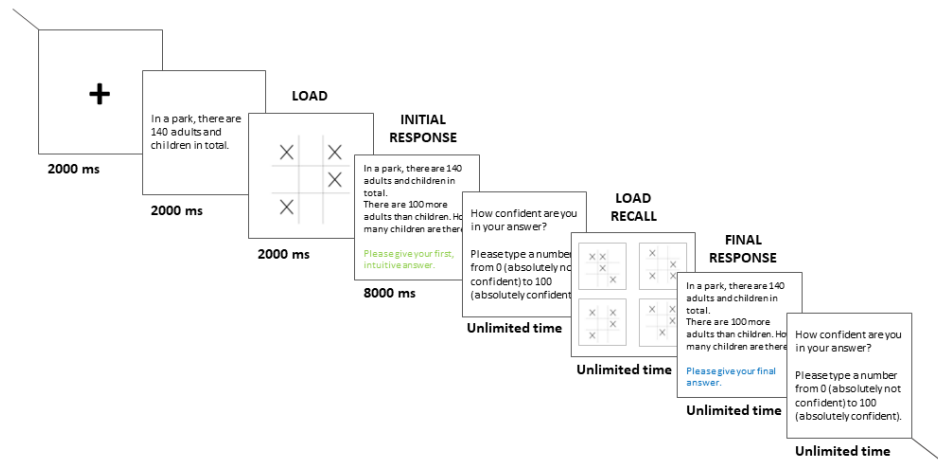 +
2000 ms
In a park, there are
140 adults and
children in total.
2000 ms
LOAD
X X
X
X
2000 ms
INITIAL
RESPONSE
In a park, there are 140
adults and children in
total.
There are 100 more
adults than children. Ho
many children are there
Please give your first,
intuitive answer.
8000 ms
How confident are you
in your answer?
Please type a number
from 0 (absolutely no
confident) to 100
(absolutely confident
Unlimited time
LOAD
RECALL
Unlimited time
FINAL
RESPONSE
In a park, there are 140
adults and children in
total.
There are 100 more
adults than children. Ho
many children are there
Please give your final
answer.
Unlimited time
How confident are you
in your answer?
Please type a number
from 0 (absolutely not
confident) to 100
(absolutely confident).
Unlimited time